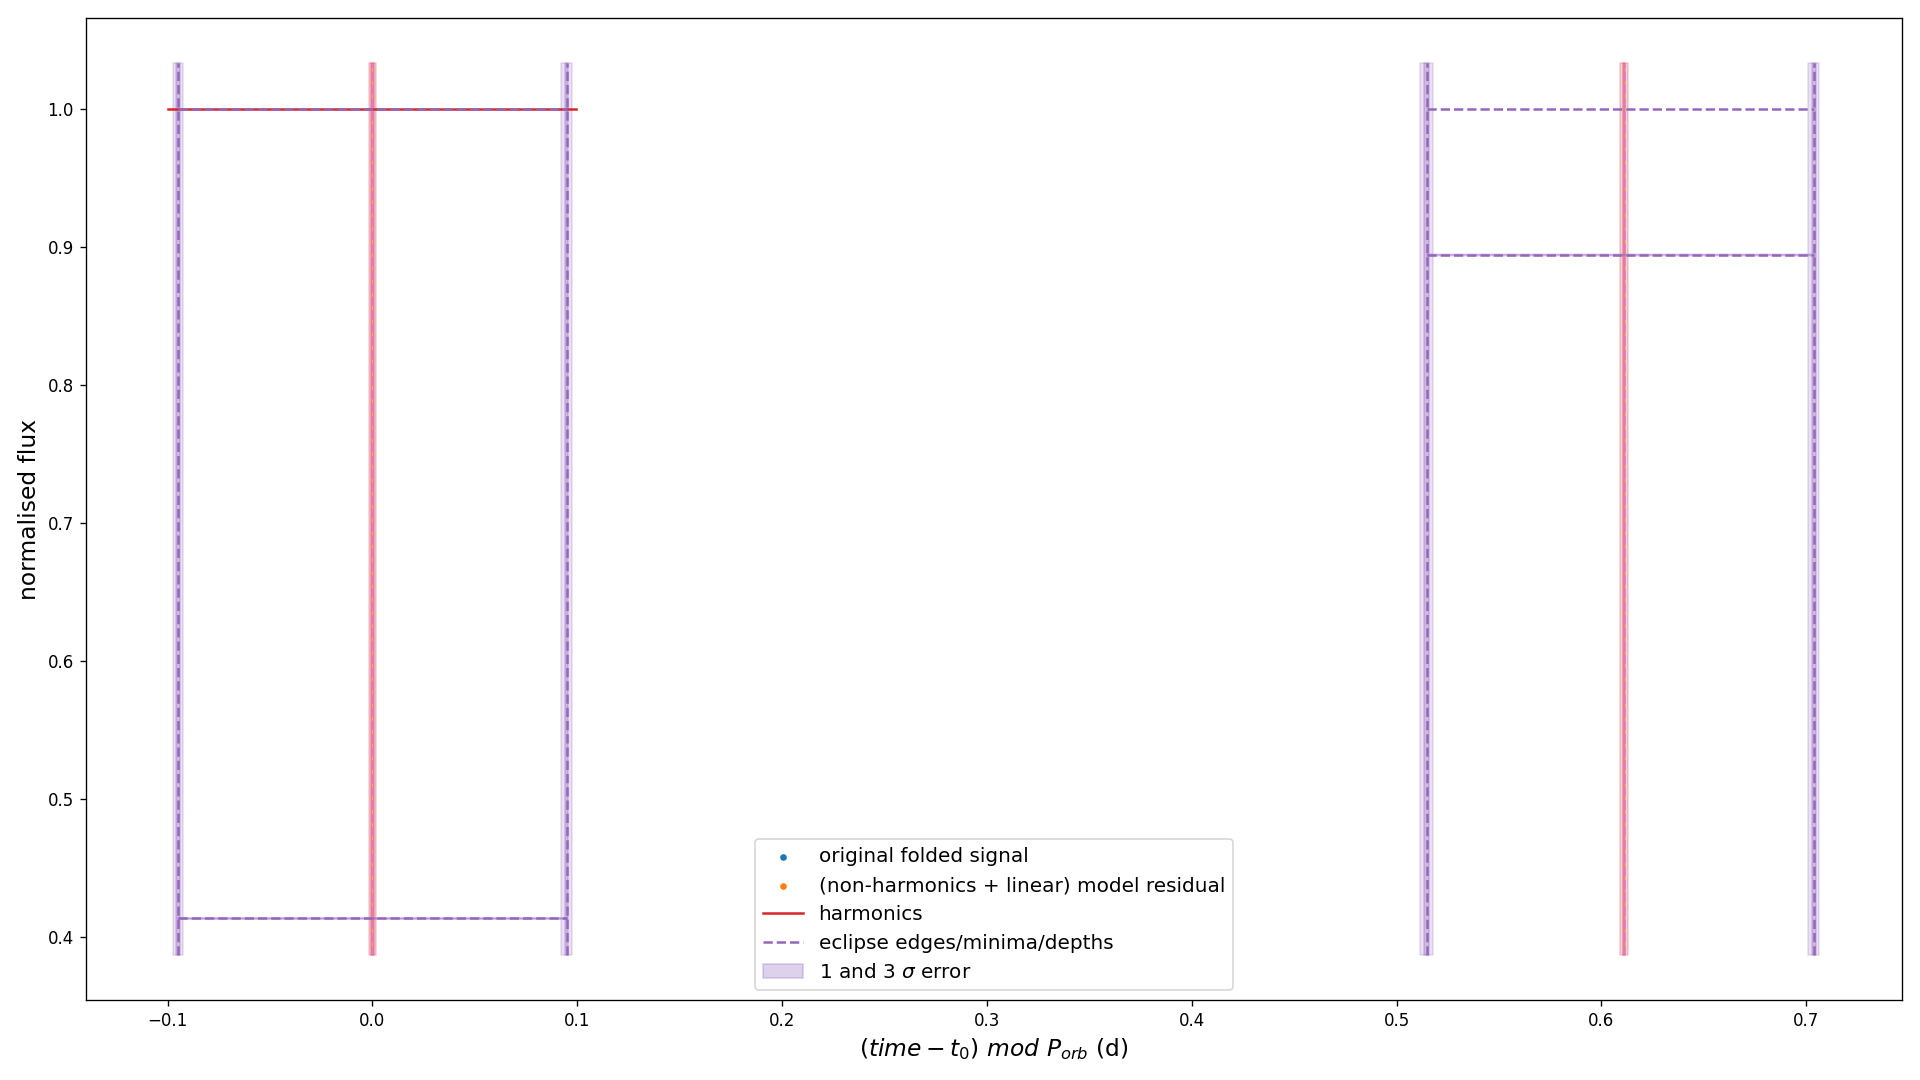 normalised flux
1.0
0.9
0.8
0.7
0.6
0.5
0.4
original folded signal
(non-harmonics + linear) model residual
harmonics
eclipse edges/minima/depths
1 and 3 σ error
−0.1 0.0 0.1 0.2 0.3 0.4 0.5 0.6 0.7
(time − t₀) mod Pₒᵣb (d)